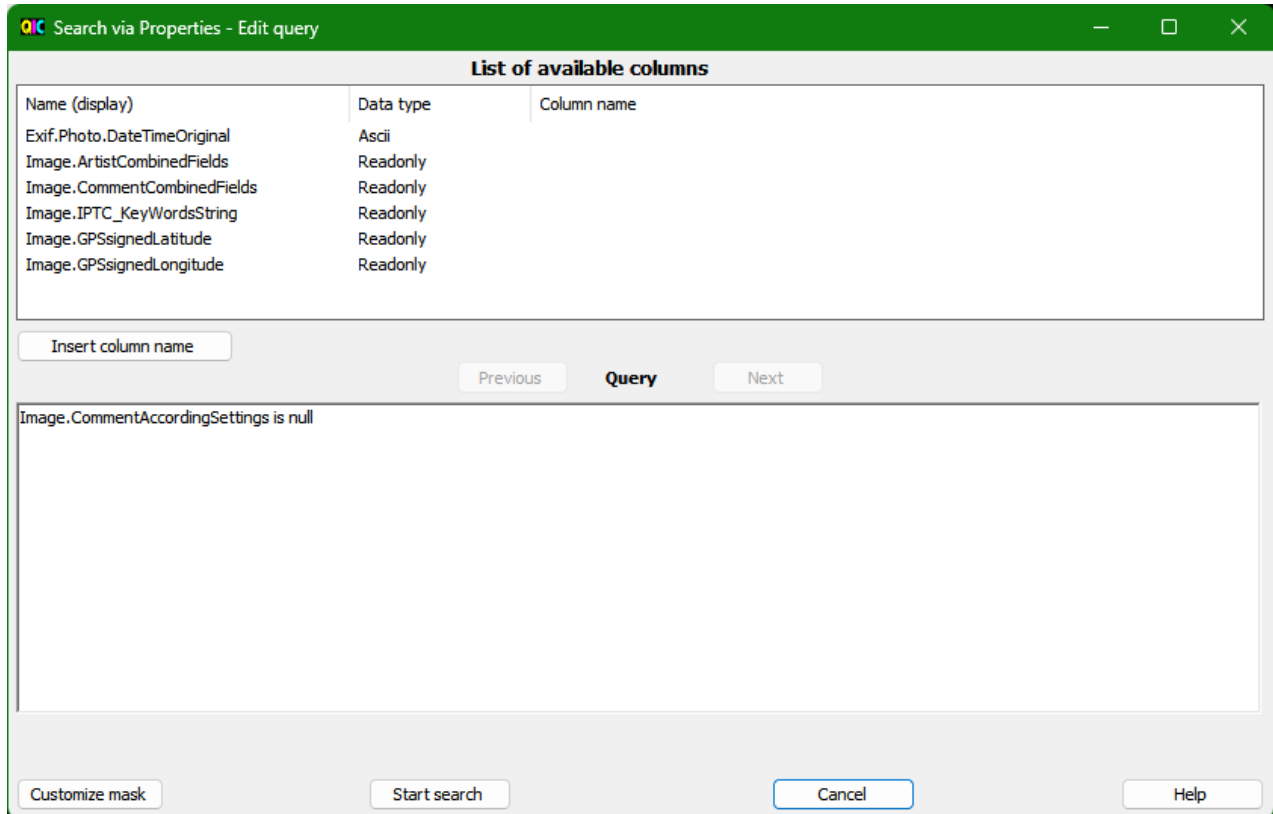 QIC Search via Properties - Edit query
List of available columns
Name (display) Data type Column name
Exif.Photo.DateTimeOriginal Ascii
Image.ArtistCombinedFields Readonly
Image.CommentCombinedFields Readonly
Image.IPTC_KeyWordsString Readonly
Image.GPSsignedLatitude Readonly
Image.GPSsignedLongitude Readonly
Insert column name
Previous Query Next
Image.CommentAccordingSettings is null
Customize mask Start search Cancel Help